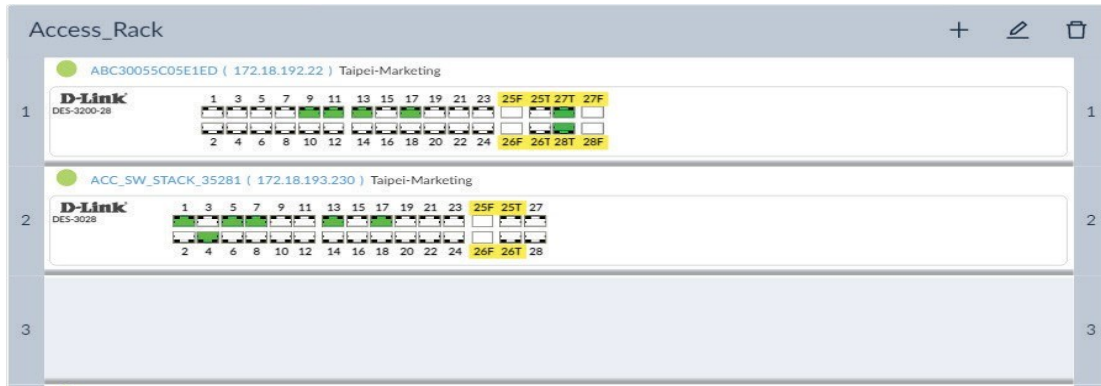 Access_Rack
ABC30055C05E1ED ( 172.18.192.22 ) Taipei-Marketing
D-Link
1 3 5 7 9 11 13 15 17 19 21 23 25F 25T 27T 27F
DES-3200-28
1 1
2 4 6 8 10 12 14 16 18 20 22 24 26F 26T 28T 28F
ACC_SW_STACK_35281 ( 172.18.193.230 ) Taipei-Marketing
D-Link
1 3 5 7 9 11 13 15 17 19 21 23 25F 25T 27
DES-3028
2 2
2 4 6 8 10 12 14 16 18 20 22 24 26F 26T 28
3 3